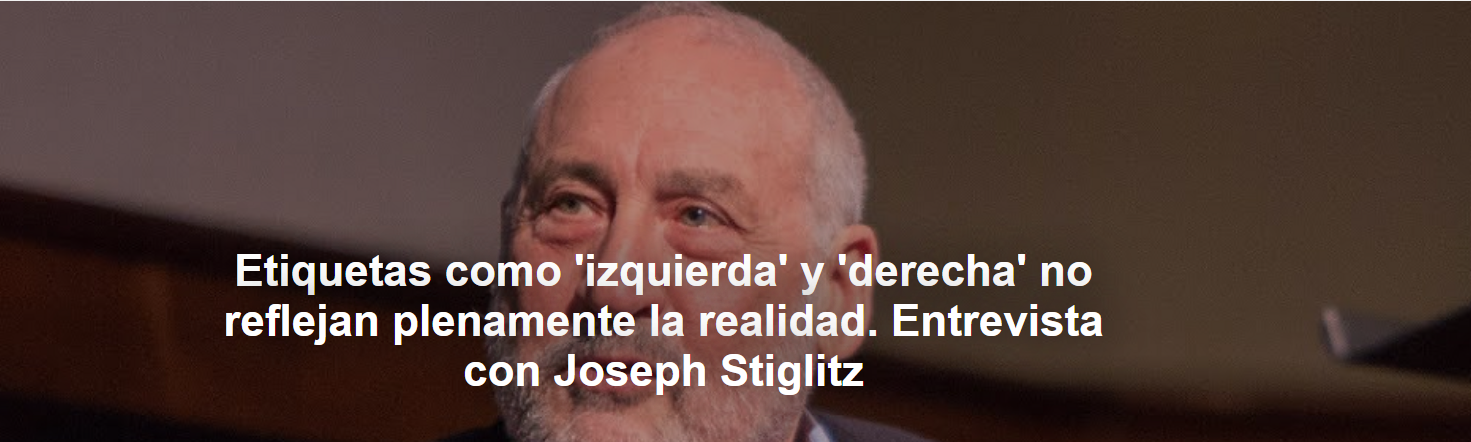 Etiquetas como 'izquierda' y 'derecha' no
reflejan plenamente la realidad. Entrevista
con Joseph Stiglitz